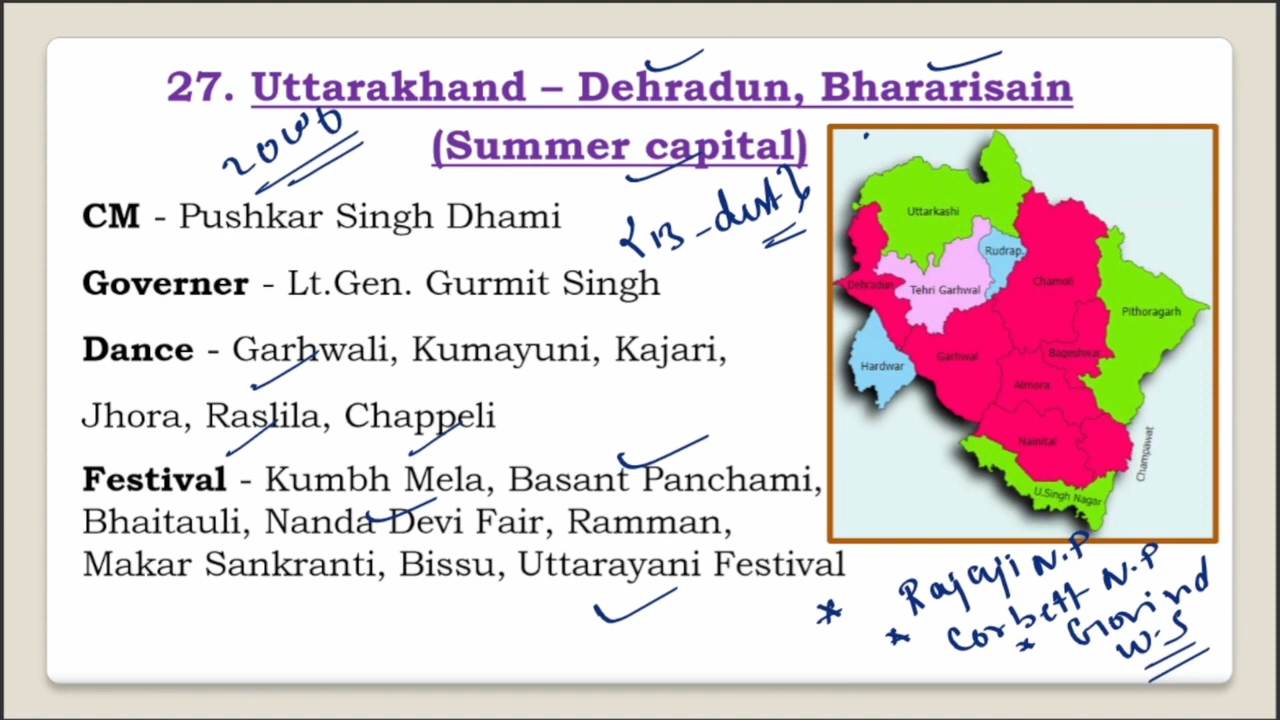 27. Uttarakhand – Dehradun, Bhararisain
(Summer capital)
2000
{13 - dist}
CM - Pushkar Singh Dhami
Governer - Lt.Gen. Gurmit Singh
Dance - Garhwali, Kumayuni, Kajari,
Jhora, Raslila, Chappeli
Festival - Kumbh Mela, Basant Panchami,
Bhaitauli, Nanda Devi Fair, Ramman,
Makar Sankranti, Bissu, Uttarayani Festival
Uttarkashi
Rudrap.
Dehradun
Tehri Garhwal
Chamoli
Pithoragarh
Hardwar
Garhwal
Bageshwar
Almora
Nainital
Champawat
U.Singh Nagar
* Rajaji N.P
* Corbett N.P
* Govind
W.S